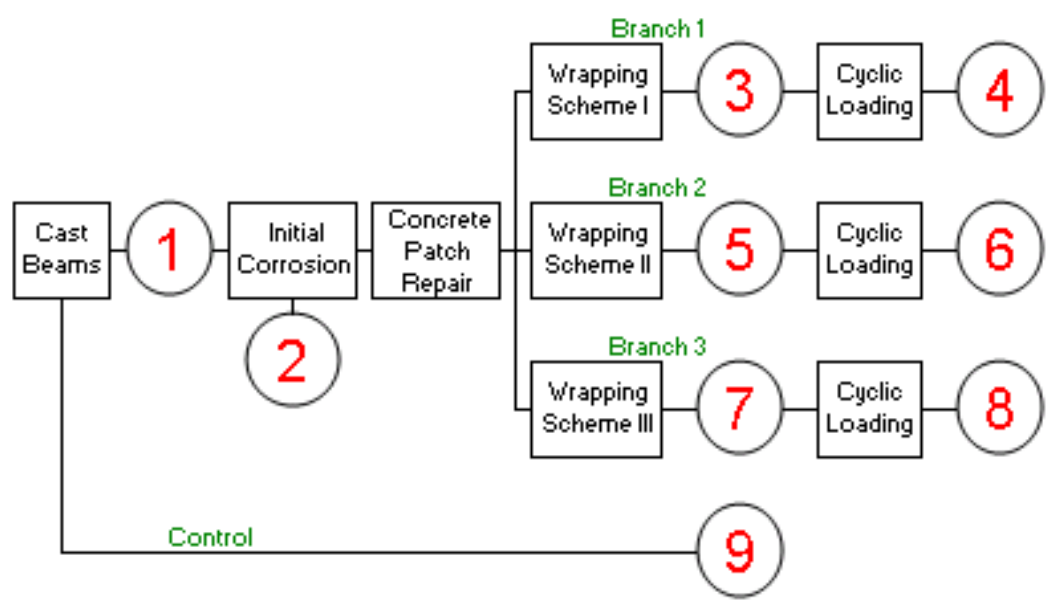 Branch 1
Wrapping
Scheme I
3
Cyclic
Loading
4
Branch 2
Cast
Beams
1
Initial
Corrosion
Concrete
Patch
Repair
Wrapping
Scheme II
5
Cyclic
Loading
6
2
Branch 3
Wrapping
Scheme III
7
Cyclic
Loading
8
Control
9